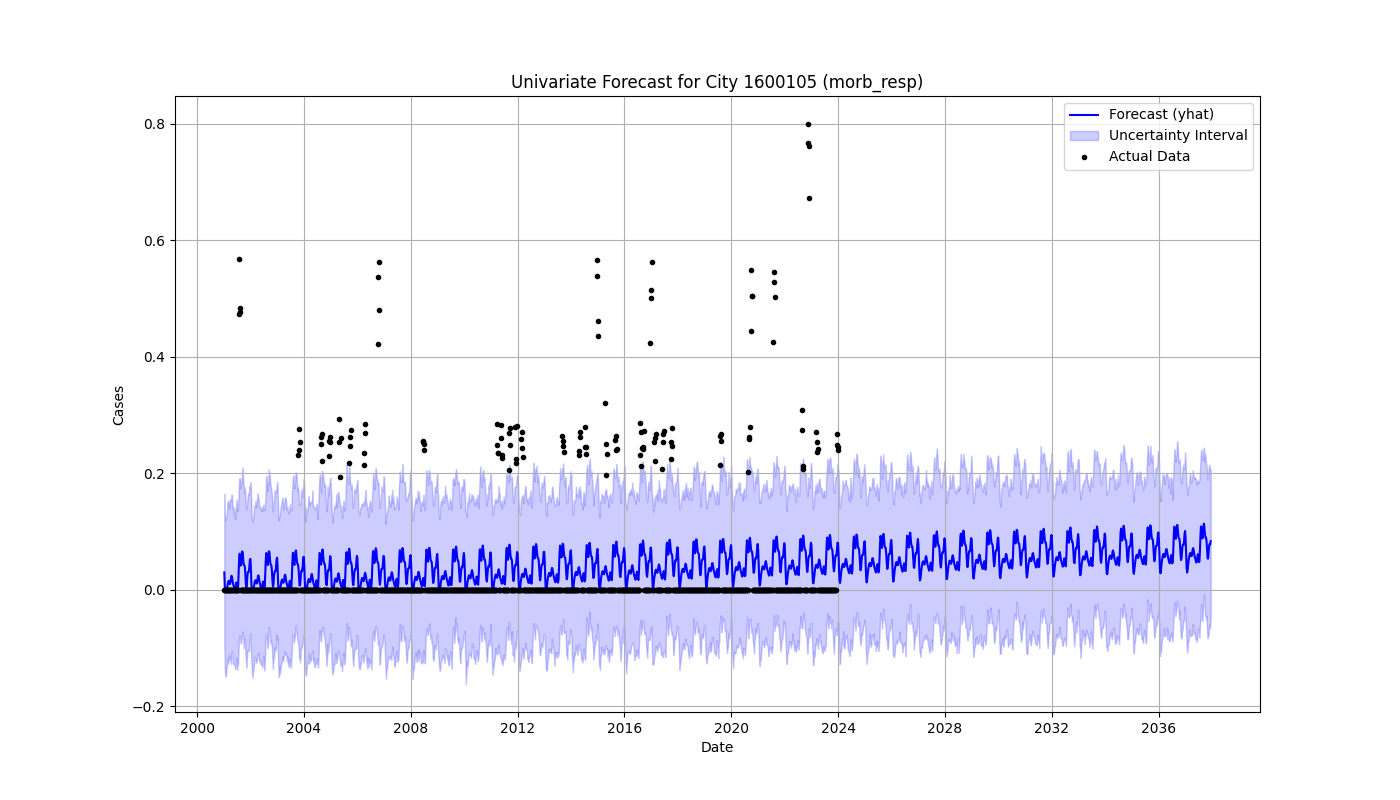 Univariate Forecast for City 1600105 (morb_resp)
Forecast (yhat)
Uncertainty Interval
Actual Data
Cases
0.8
0.6
0.4
0.2
0.0
−0.2
2000 2004 2008 2012 2016 2020 2024 2028 2032 2036
Date